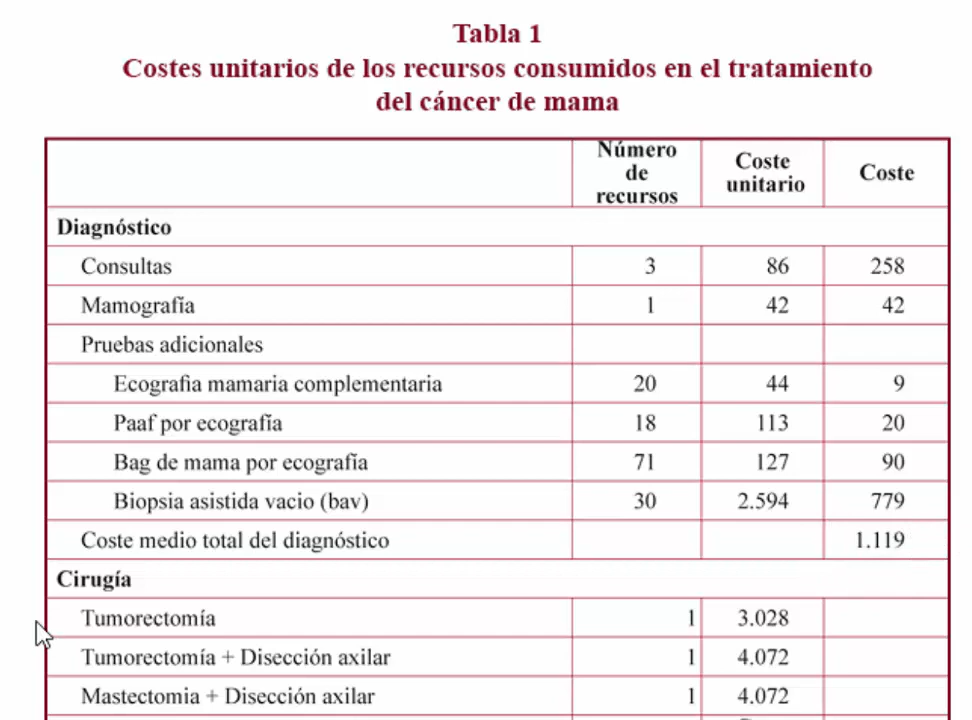 Tabla 1
Costes unitarios de los recursos consumidos en el tratamiento
del cáncer de mama
Número de recursos Coste unitario Coste
Diagnóstico
Consultas 3 86 258
Mamografía 1 42 42
Pruebas adicionales
Ecografia mamaria complementaria 20 44 9
Paaf por ecografía 18 113 20
Bag de mama por ecografía 71 127 90
Biopsia asistida vacio (bav) 30 2.594 779
Coste medio total del diagnóstico 1.119
Cirugía
Tumorectomía 1 3.028
Tumorectomía + Disección axilar 1 4.072
Mastectomia + Disección axilar 1 4.072